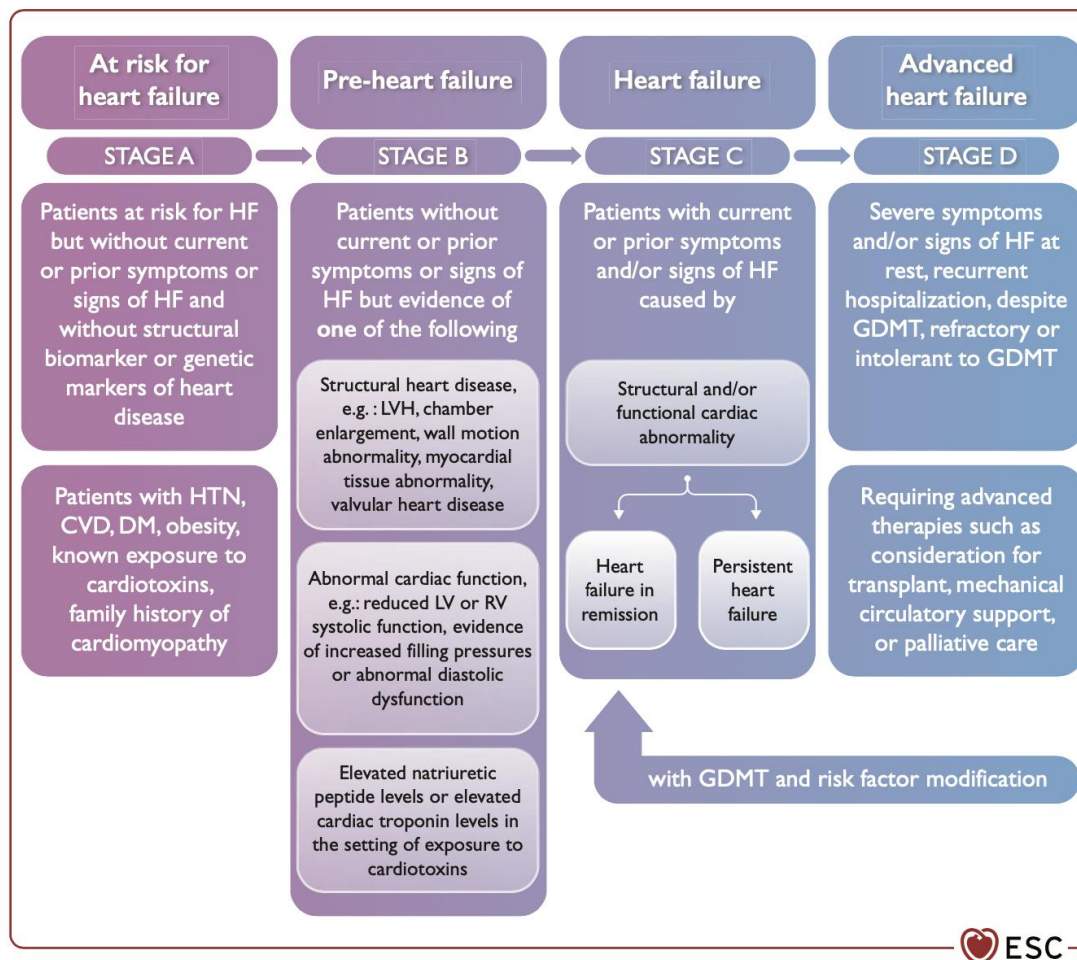 At risk for
heart failure
Pre-heart failure
Heart failure
Advanced
heart failure
STAGE A
STAGE B
STAGE C
STAGE D
Patients at risk for HF
but without current
or prior symptoms or
signs of HF and
without structural
biomarker or genetic
markers of heart
disease
Patients with HTN,
CVD, DM, obesity,
known exposure to
cardiotoxins,
family history of
cardiomyopathy
Patients without
current or prior
symptoms or signs of
HF but evidence of
one of the following
Structural heart disease,
e.g. : LVH, chamber
enlargement, wall motion
abnormality, myocardial
tissue abnormality,
valvular heart disease
Abnormal cardiac function,
e.g.: reduced LV or RV
systolic function, evidence
of increased filling pressures
or abnormal diastolic
dysfunction
Elevated natriuretic
peptide levels or elevated
cardiac troponin levels in
the setting of exposure to
cardiotoxins
Patients with current
or prior symptoms
and/or signs of HF
caused by
Structural and/or
functional cardiac
abnormality
Heart
failure in
remission
Persistent
heart
failure
Severe symptoms
and/or signs of HF at
rest, recurrent
hospitalization, despite
GDMT, refractory or
intolerant to GDMT
Requiring advanced
therapies such as
consideration for
transplant, mechanical
circulatory support,
or palliative care
with GDMT and risk factor modification
ESC